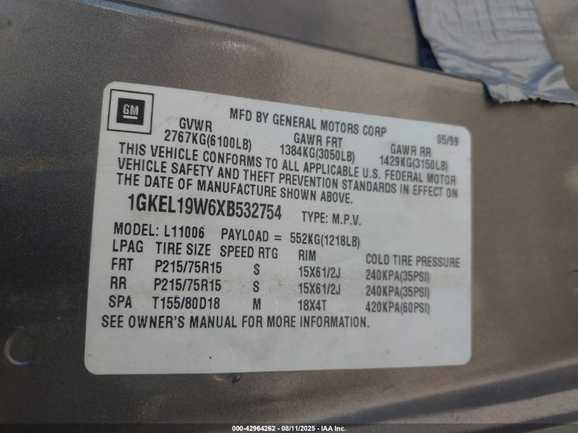 GM
MFD BY GENERAL MOTORS CORP 05/99
GVWR GAWR FRT GAWR RR
2767KG(6100LB) 1384KG(3050LB) 1429KG(3150LB)
THIS VEHICLE CONFORMS TO ALL APPLICABLE U.S. FEDERAL MOTOR
VEHICLE SAFETY AND THEFT PREVENTION STANDARDS IN EFFECT ON
THE DATE OF MANUFACTURE SHOWN ABOVE.
1GKEL19W6XB532754 TYPE: M.P.V.
MODEL: L11006 PAYLOAD = 552KG(1218LB)
LPAG TIRE SIZE SPEED RTG RIM COLD TIRE PRESSURE
FRT P215/75R15 S 15X61/2J 240KPA(35PSI)
RR P215/75R15 S 15X61/2J 240KPA(35PSI)
SPA T155/80D18 M 18X4T 420KPA(60PSI)
SEE OWNER'S MANUAL FOR MORE INFORMATION.
000-42964262 - 08/11/2025 - IAA Inc.